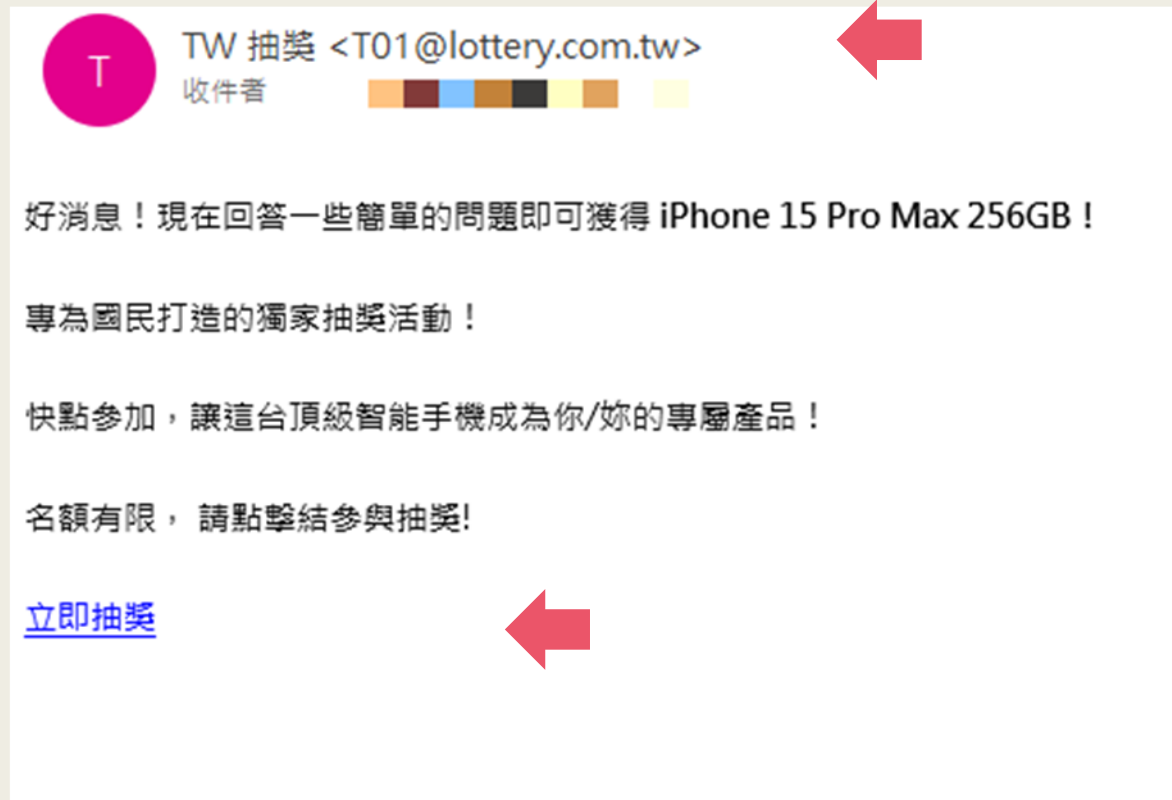 T
TW 抽獎 <T01@lottery.com.tw>
收件者
好消息！現在回答一些簡單的問題即可獲得 iPhone 15 Pro Max 256GB！
專為國民打造的獨家抽獎活動！
快點參加，讓這台頂級智能手機成為你/妳的專屬產品！
名額有限， 請點擊結參與抽獎!
立即抽獎